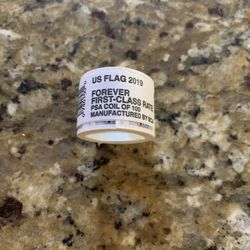 US FLAG 2019
FOREVER
FIRST-CLASS RATE
PSA COIL OF 100
MANUFACTURED BY